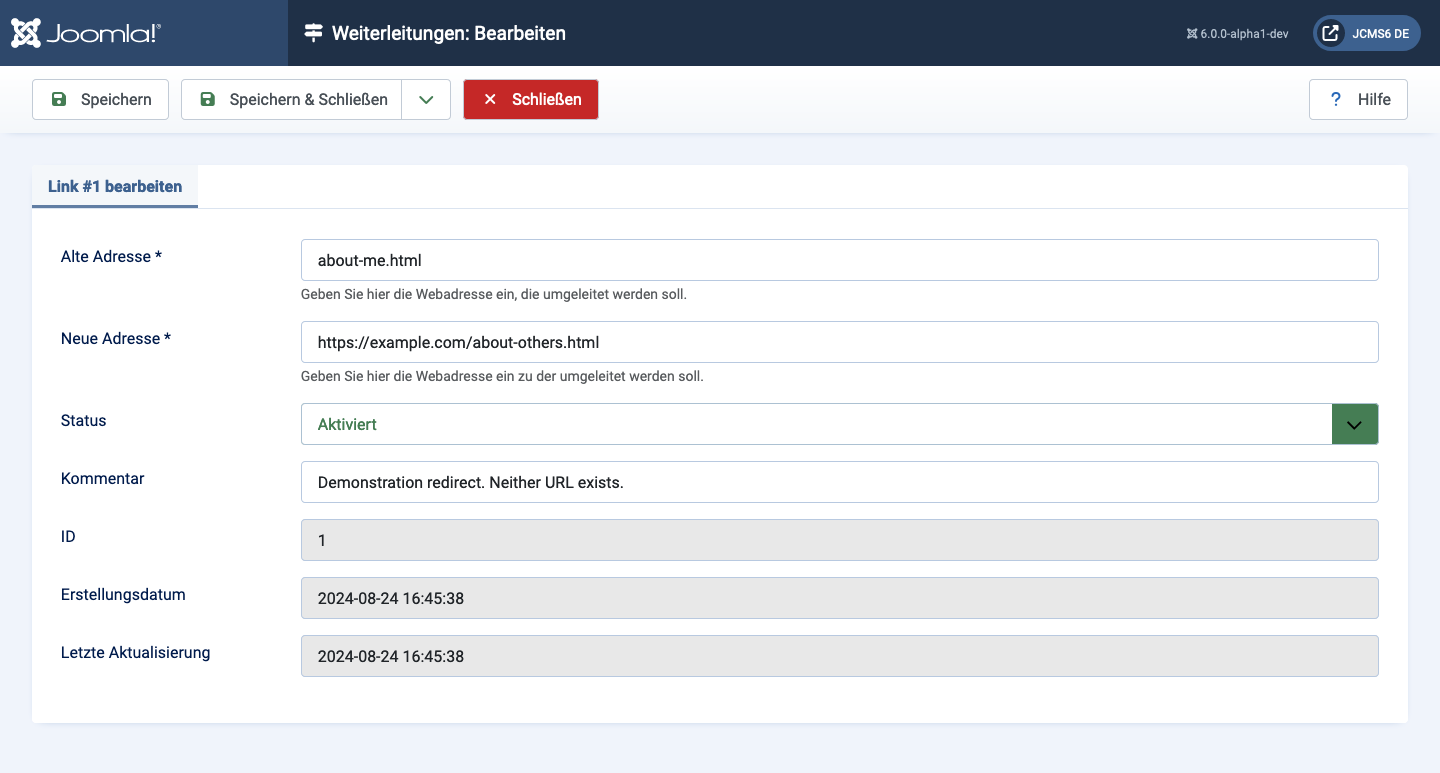 Joomla!®
Weiterleitungen: Bearbeiten
6.0.0-alpha1-dev
JCMS6 DE
Speichern
Speichern & Schließen
Schließen
? Hilfe
Link #1 bearbeiten
Alte Adresse *
about-me.html
Geben Sie hier die Webadresse ein, die umgeleitet werden soll.
Neue Adresse *
https://example.com/about-others.html
Geben Sie hier die Webadresse ein zu der umgeleitet werden soll.
Status
Aktiviert
Kommentar
Demonstration redirect. Neither URL exists.
ID
1
Erstellungsdatum
2024-08-24 16:45:38
Letzte Aktualisierung
2024-08-24 16:45:38